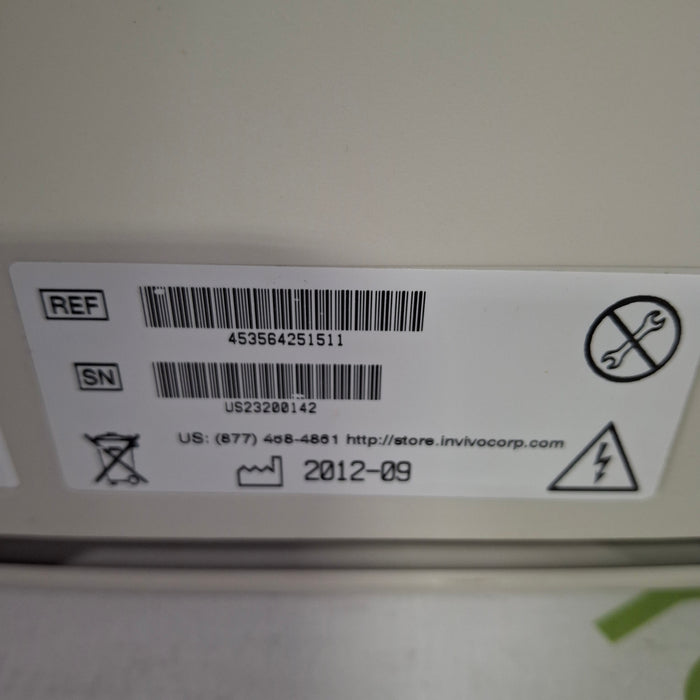 REF
453564251511
SN
US23200142
US: (877) 468-4861 http://store.invivocorp.com
2012-09